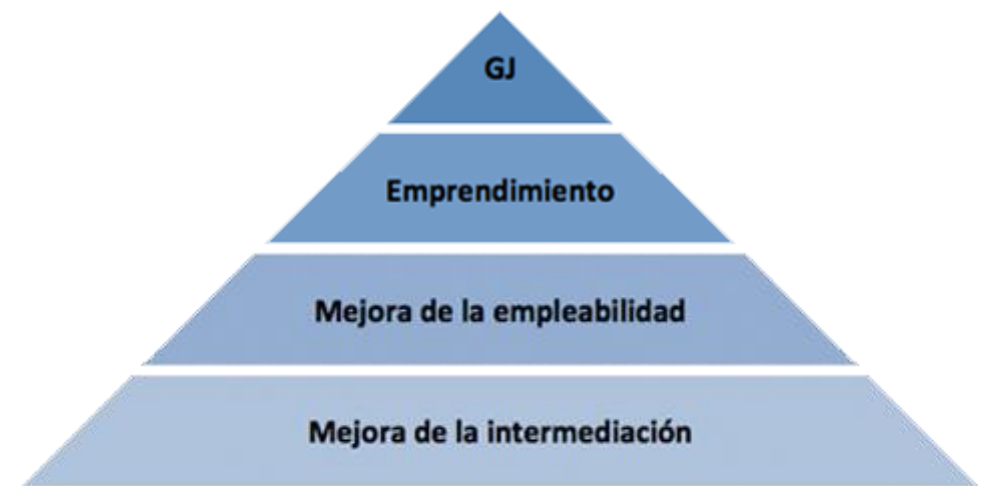 GJ
Emprendimiento
Mejora de la empleabilidad
Mejora de la intermediación